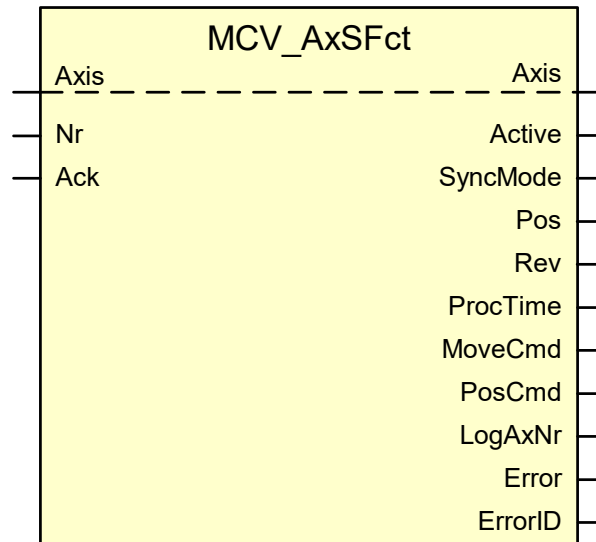 MCV_AxSFct
Axis Axis
Nr Active
Ack SyncMode
Pos
Rev
ProcTime
MoveCmd
PosCmd
LogAxNr
Error
ErrorID